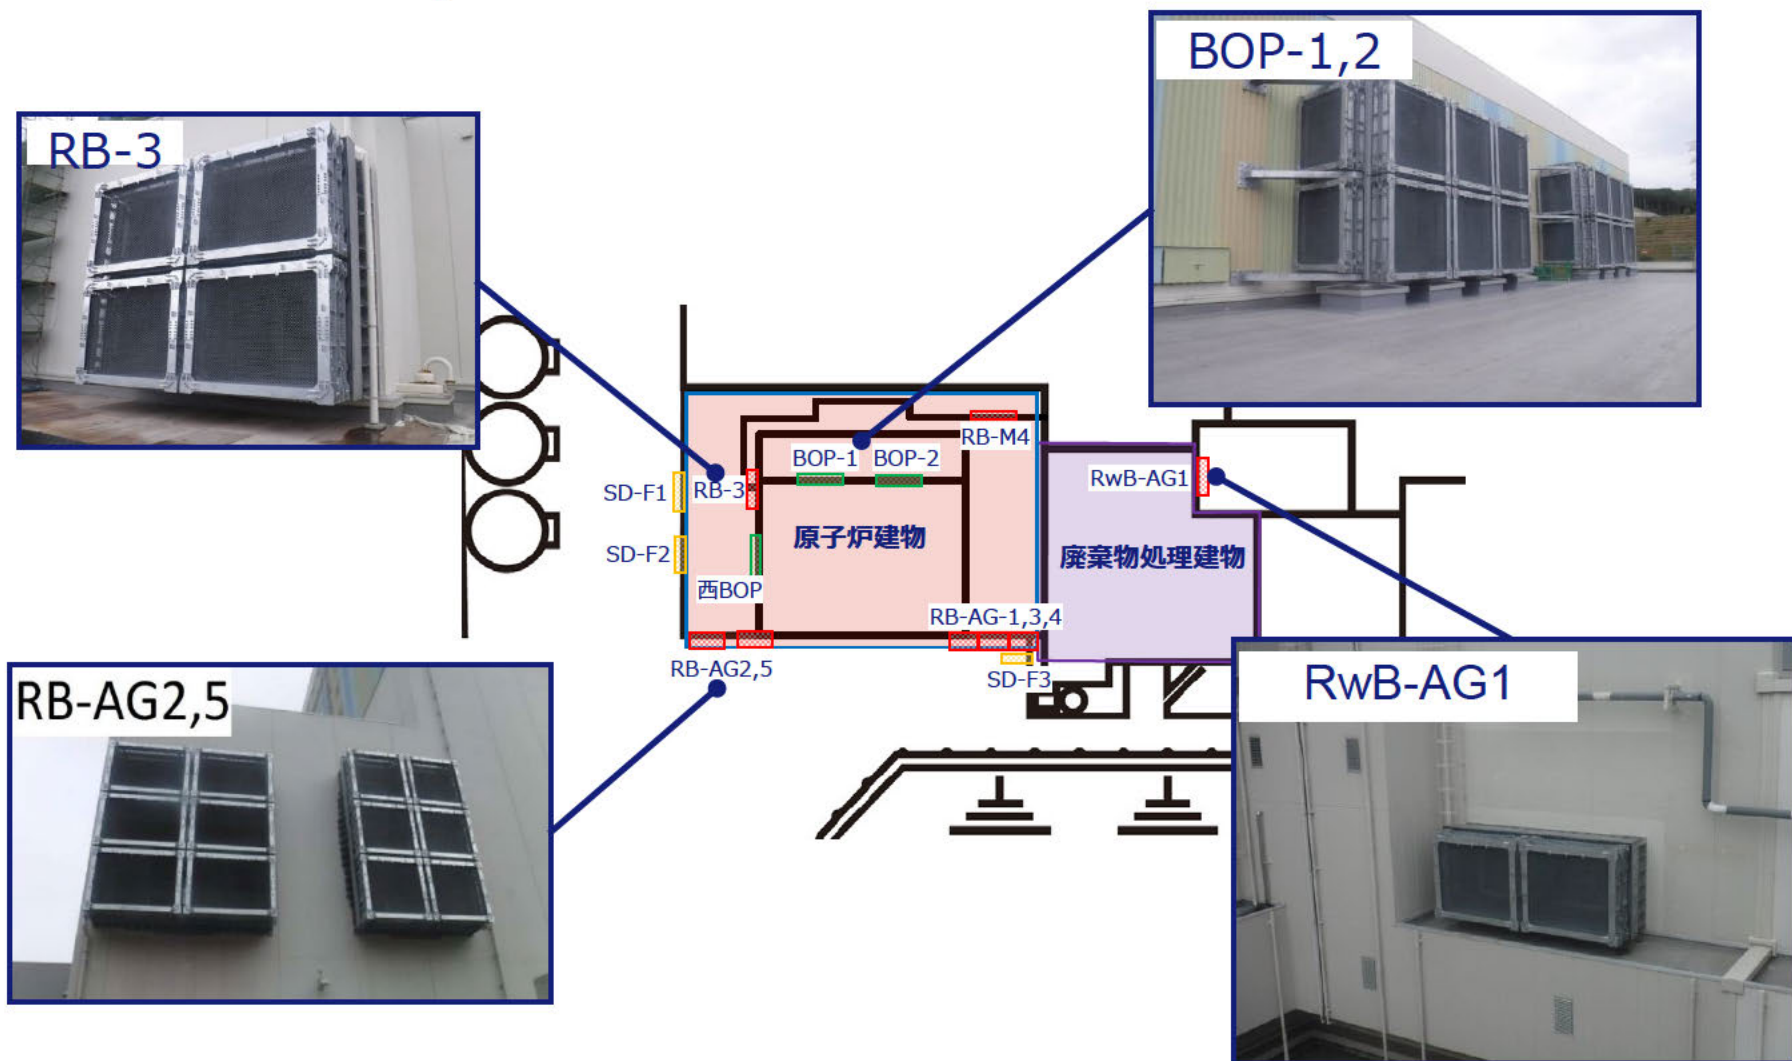 BOP-1,2
RB-3
RB-M4
BOP-1
BOP-2
RwB-AG1
SD-F1
RB-3
原子炉建物
SD-F2
廃棄物処理建物
西BOP
RB-AG-1,3,4
RB-AG2,5
SD-F3
RB-AG2,5
RwB-AG1